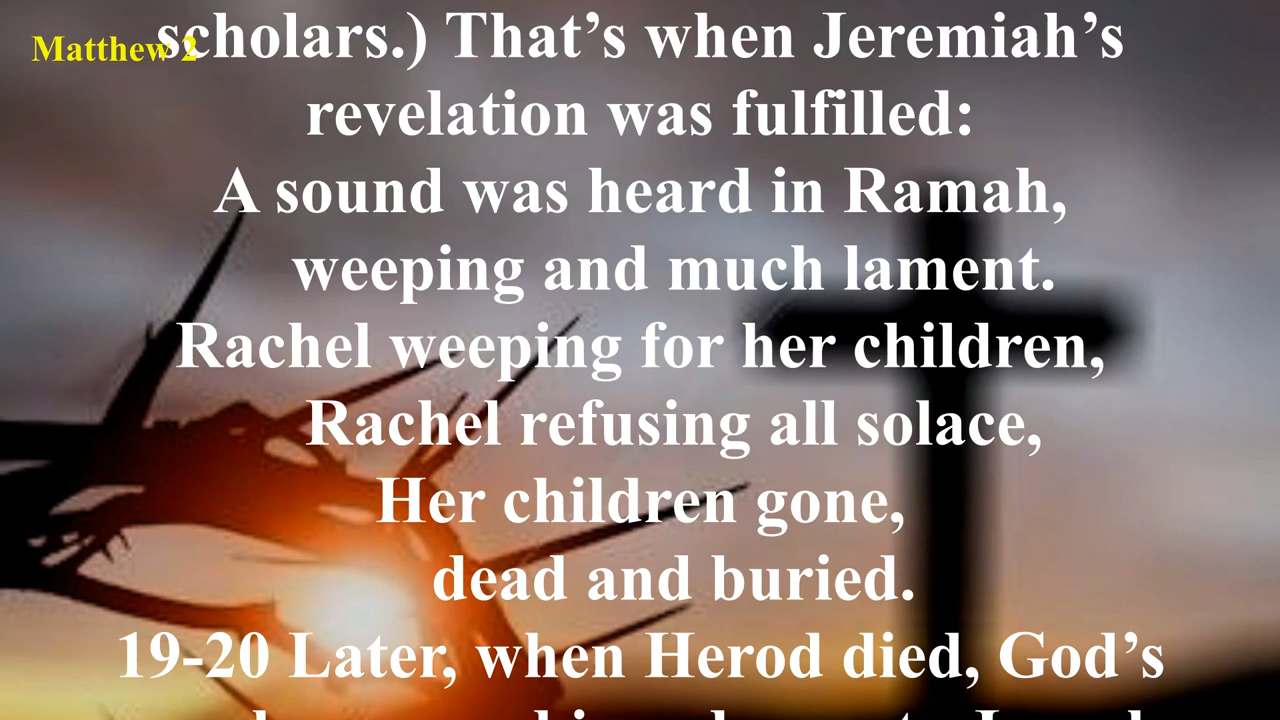 Matthew 2
scholars.) That’s when Jeremiah’s
revelation was fulfilled:
A sound was heard in Ramah,
weeping and much lament.
Rachel weeping for her children,
Rachel refusing all solace,
Her children gone,
dead and buried.
19-20 Later, when Herod died, God’s